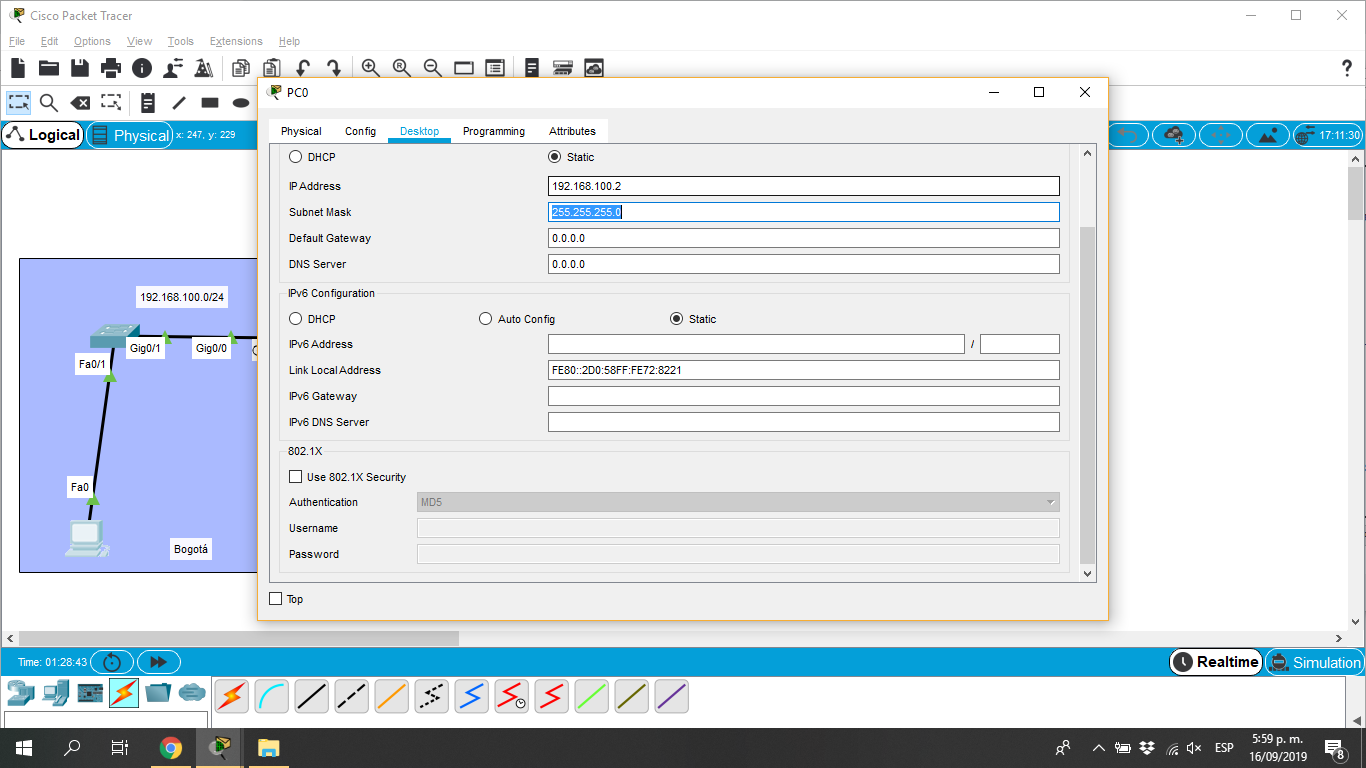 Cisco Packet Tracer
File Edit Options View Tools Extensions Help
?
PC0
Logical Physical x: 247, y: 229 17:11:30
Physical Config Desktop Programming Attributes
DHCP Static
IP Address 192.168.100.2
Subnet Mask 255.255.255.0
Default Gateway 0.0.0.0
DNS Server 0.0.0.0
IPv6 Configuration
DHCP Auto Config Static
IPv6 Address /
Link Local Address FE80::2D0:58FF:FE72:8221
IPv6 Gateway
IPv6 DNS Server
802.1X
Use 802.1X Security
Authentication MD5
Username
Password
Top
192.168.100.0/24
Gig0/1 Gig0/0
Fa0/1
Fa0
Bogotá
Time: 01:28:43 Realtime Simulation
ESP 5:59 p. m.
16/09/2019 8